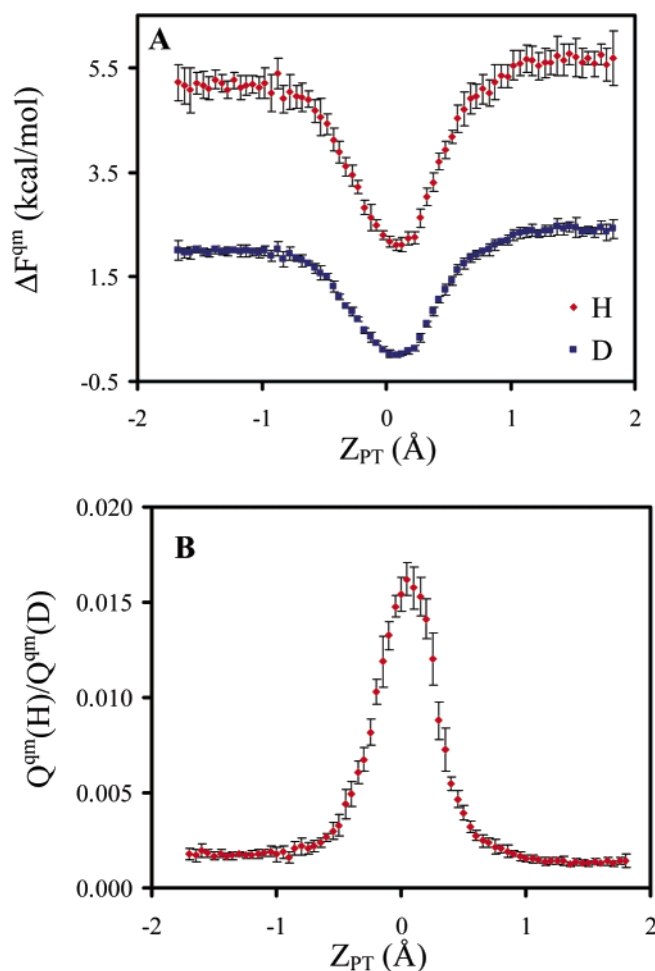 A
5.5
3.5
1.5
-0.5
ΔF^qm (kcal/mol)
H
D
-2 -1 0 1 2
Z_PT (Å)
B
0.020
0.015
0.010
0.005
0.000
Q^qm(H)/Q^qm(D)
-2 -1 0 1 2
Z_PT (Å)